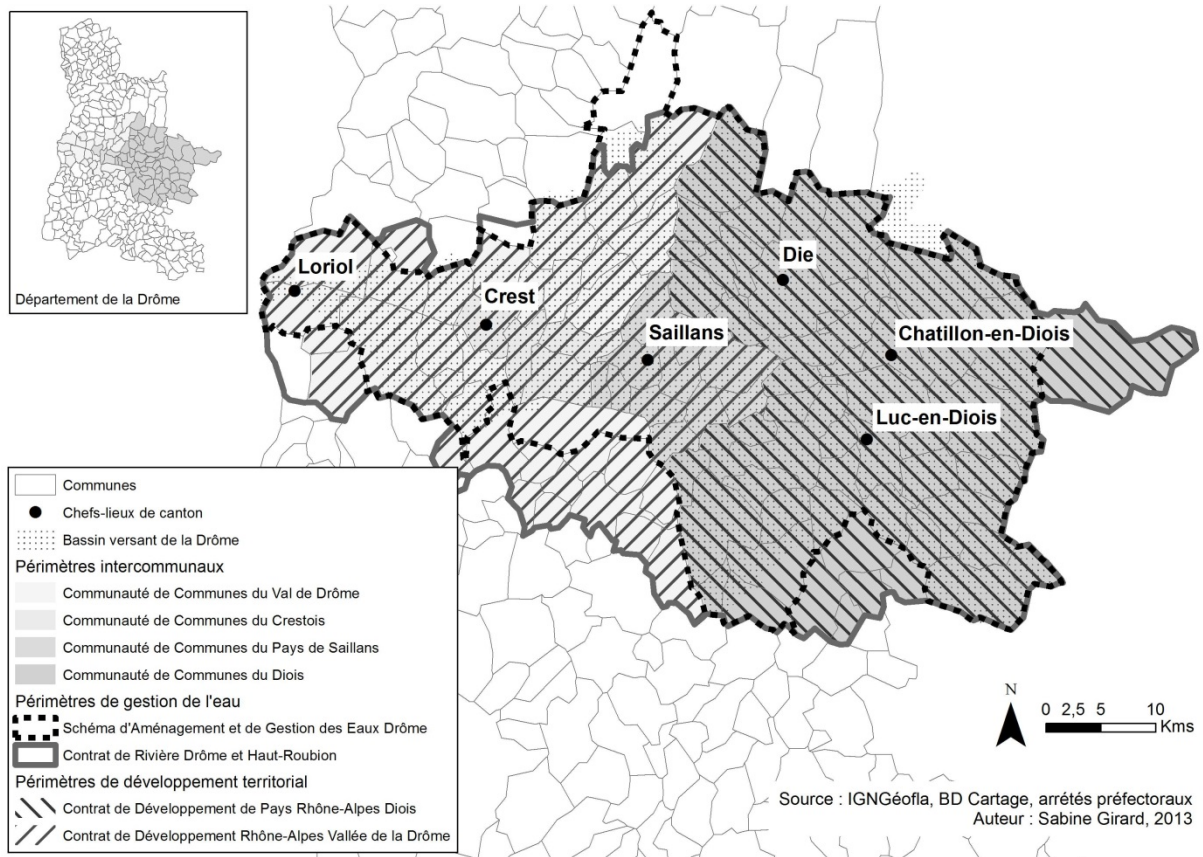 Département de la Drôme
Loriol
Crest
Die
Saillans
Chatillon-en-Diois
Luc-en-Diois
Communes
Chefs-lieux de canton
Bassin versant de la Drôme
Périmètres intercommunaux
Communauté de Communes du Val de Drôme
Communauté de Communes du Crestois
Communauté de Communes du Pays de Saillans
Communauté de Communes du Diois
Périmètres de gestion de l'eau
Schéma d'Aménagement et de Gestion des Eaux Drôme
Contrat de Rivière Drôme et Haut-Roubion
Périmètres de développement territorial
Contrat de Développement de Pays Rhône-Alpes Diois
Contrat de Développement Rhône-Alpes Vallée de la Drôme
N
0 2,5 5 10
Kms
Source : IGNGéofla, BD Cartage, arrétés préfectoraux
Auteur : Sabine Girard, 2013